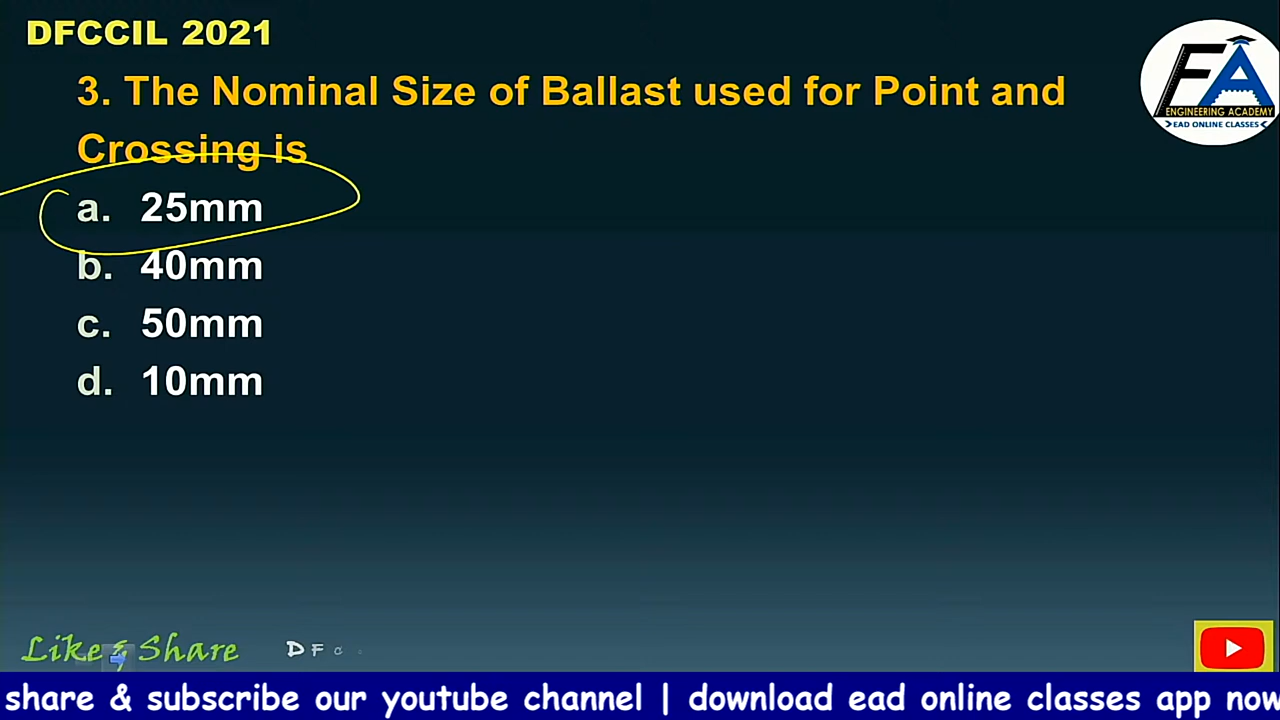 DFCCIL 2021
3. The Nominal Size of Ballast used for Point and
Crossing is
a. 25mm
b. 40mm
c. 50mm
d. 10mm
FA
ENGINEERING ACADEMY
EAD ONLINE CLASSES
Like & Share
D F C
share & subscribe our youtube channel | download ead online classes app now